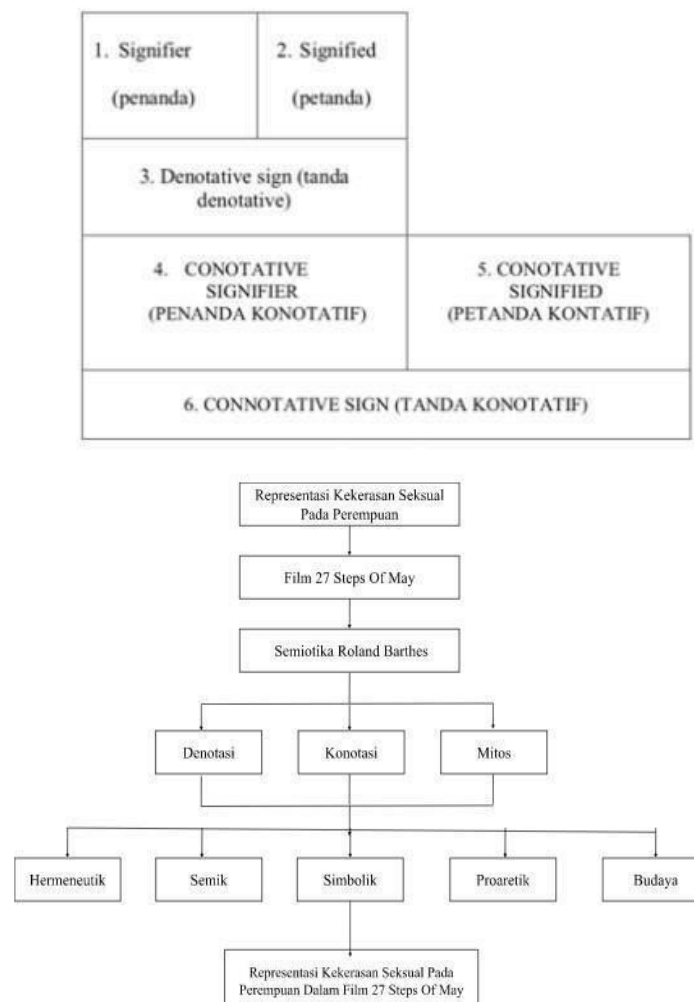 1. Signifier
(penanda)
2. Signified
(petanda)
3. Denotative sign (tanda
denotative)
4. CONOTATIVE
SIGNIFIER
(PENANDA KONOTATIF)
5. CONOTATIVE
SIGNIFIED
(PETANDA KONTATIF)
6. CONNOTATIVE SIGN (TANDA KONOTATIF)
Representasi Kekerasan Seksual
Pada Perempuan
Film 27 Steps Of May
Semiotika Roland Barthes
Denotasi
Konotasi
Mitos
Hermeneutik
Semik
Simbolik
Proaretik
Budaya
Representasi Kekerasan Seksual Pada
Perempuan Dalam Film 27 Steps Of May